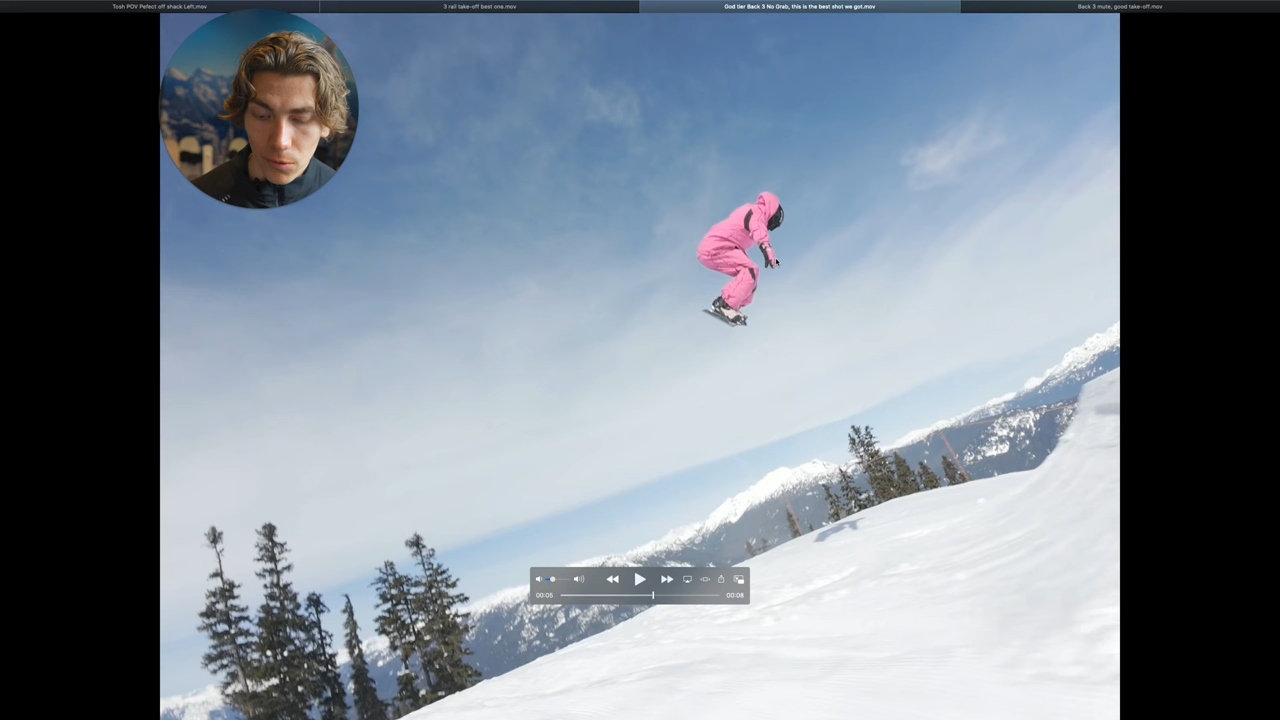 Tosh POV Pefect off shack Left.mov
3 rail take-off best one.mov
God tier Back 3 No Grab, this is the best shot we got.mov
Back 3 mute, good take-off.mov
00:05
00:08